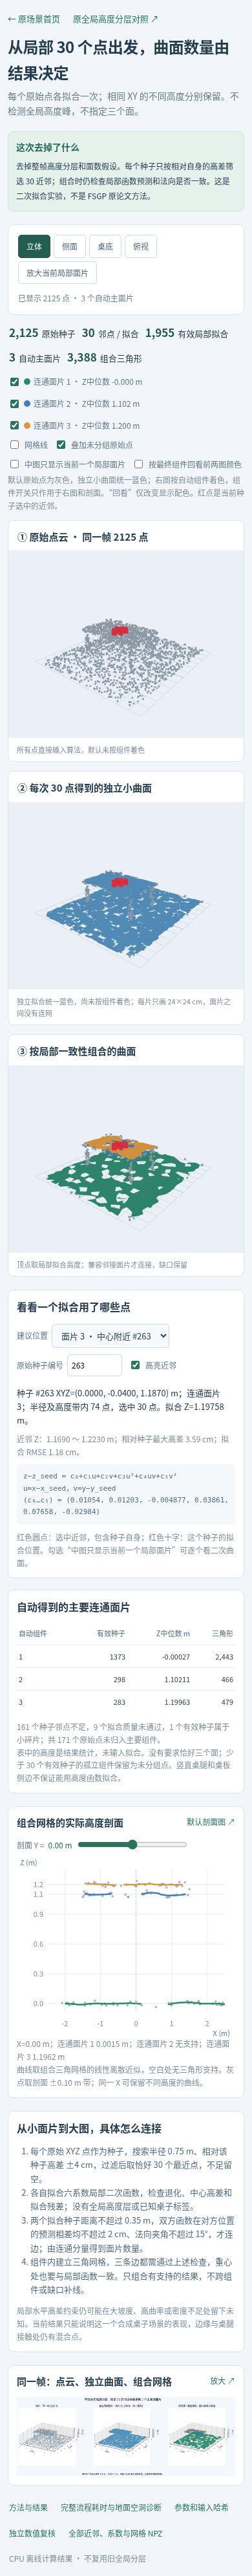 ← 原场景首页 原全局高度分层对照 ↗
从局部 30 个点出发，曲面数量由
结果决定
每个原始点各拟合一次；相同 XY 的不同高度分别保留。不
检测全局高度峰，不指定三个面。
这次去掉了什么
去掉整帧高度分层和面数假设。每个种子只按相对自身的高差筛
选 30 近邻；组合时仍检查局部函数预测和法向是否一致。这是
二次拟合实验，不是 FSGP 原论文方法。
立体 侧面 桌底 俯视
放大当前局部面片
已显示 2125 点 · 3 个自动主面片
2,125 原始种子 30 邻点 / 拟合 1,955 有效局部拟合
3 自动主面片 3,388 组合三角形
连通面片 1 · Z中位数 -0.000 m
连通面片 2 · Z中位数 1.102 m
连通面片 3 · Z中位数 1.200 m
网格线 叠加未分组原始点
中图只显示当前一个局部面片 按最终组件回看前两图颜色
默认原始点为灰色，独立小曲面统一蓝色；右图按自动组件着色，组
件开关只作用于右图和剖面。“回看”仅改变显示配色。红点是当前种
子选中的近邻。
① 原始点云 · 同一帧 2125 点
所有点直接输入算法，默认未按组件着色
② 每次 30 点得到的独立小曲面
独立拟合统一蓝色，尚未按组件着色；每片只画 24×24 cm，面片之
间没有连网
③ 按局部一致性组合的曲面
顶点取局部拟合高度；兼容邻接面片才连接，缺口保留
看看一个拟合用了哪些点
建议位置 面片 3 · 中心附近 #263
原始种子编号 263 高亮近邻
种子 #263 XYZ=(0.0000, -0.0400, 1.1870) m；连通面片
3；半径及高度带内 74 点，选中 30 点。拟合 Z=1.19758
m。
近邻 Z：1.1690 ～ 1.2230 m；相对种子最大高差 3.59 cm；拟
合 RMSE 1.18 cm。
z−z_seed = c₀+c₁u+c₂v+c₃u²+c₄uv+c₅v²
u=x−x_seed，v=y−y_seed
(c₀…c₅) = (0.01054, 0.01203, -0.004877, 0.03861,
0.07658, -0.02984)
红色圆点：选中近邻，包含种子自身；红色十字：这个种子的拟
合位置。勾选“中图只显示当前一个局部面片”可逐个看二次曲
面。
自动得到的主要连通面片
自动组件 有效种子 Z中位数 m 三角形
1 1373 -0.00027 2,443
2 298 1.10211 466
3 283 1.19963 479
161 个种子邻点不足，9 个拟合质量未通过，1 个有效种子属于
小碎片；共 171 个原始点未归入主要组件。
表中的高度是结果统计，未输入拟合。没有要求恰好三个面；少
于 30 个有效种子的孤立组件保留为未分组点。竖直桌腿和桌板
侧边不保证能用高度函数拟合。
组合网格的实际高度剖面 默认剖面图 ↗
剖面 Y = 0.00 m
Z (m)
1.2
1.1
0.9
0.6
0.3
0.0
-2 -1 0 1 2
X (m)
X=0.00 m；连通面片 1 0.0015 m；连通面片 2 无支持；连通面
片 3 1.1962 m
曲线取组合三角网格的线性离散近似，空白处无三角形支持。灰
点取剖面 ±0.10 m 带；同一 X 可保留不同高度的曲线。
从小面片到大图，具体怎么连接
1. 每个原始 XYZ 点作为种子，搜索半径 0.75 m、相对该
种子高差 ±4 cm，过滤后取恰好 30 个最近点，不足留
空。
2. 各自拟合六系数局部二次函数，检查退化、中心高差和
拟合残差；没有全局高度层或已知桌子标签。
3. 两个拟合种子距离不超过 0.35 m，双方函数在对方位置
的预测相差均不超过 2 cm、法向夹角不超过 15°，才连
边；由连通分量得到面片数量。
4. 组件内建立三角网格，三条边都需通过上述检查，重心
处也要与局部函数一致。只组合有支持的结果，不跨组
件或缺口补线。
局部水平高差约束仍可能在大坡度、高曲率或密度不足处留下未
知。当前结果只能说明这一个合成桌子场景的表现，边缘与桌腿
接触处仍有混合点。
同一帧：点云、独立曲面、组合网格 放大 ↗
方法与结果 完整流程耗时与地面空洞诊断 参数和输入哈希
独立数值复核 全部近邻、系数与网格 NPZ
CPU 离线计算结果 · 不复用旧全局分层